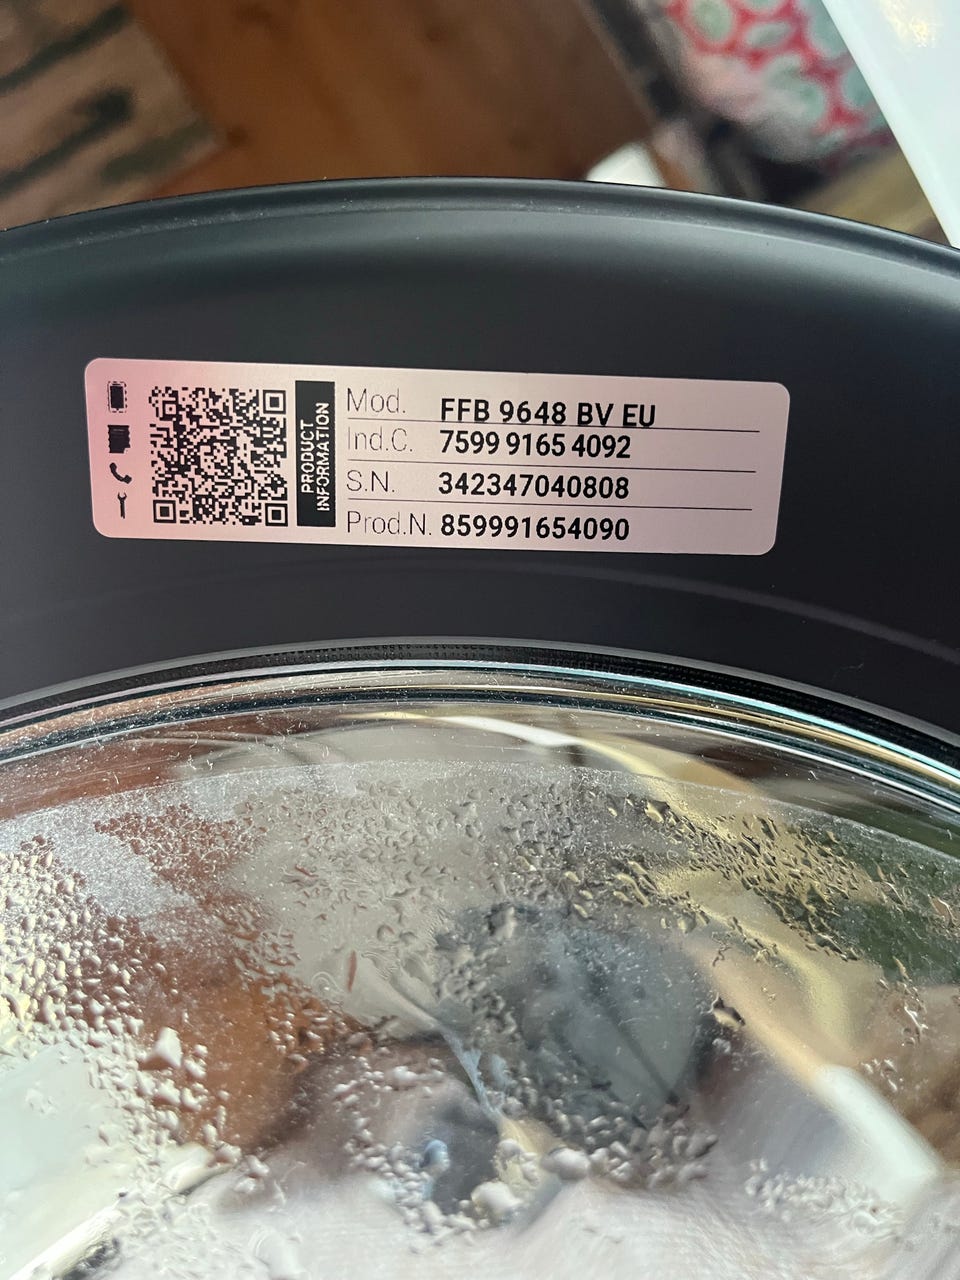 PRODUCT
INFORMATION
Mod. FFB 9648 BV EU
Ind.C. 7599 9165 4092
S.N. 342347040808
Prod.N. 859991654090